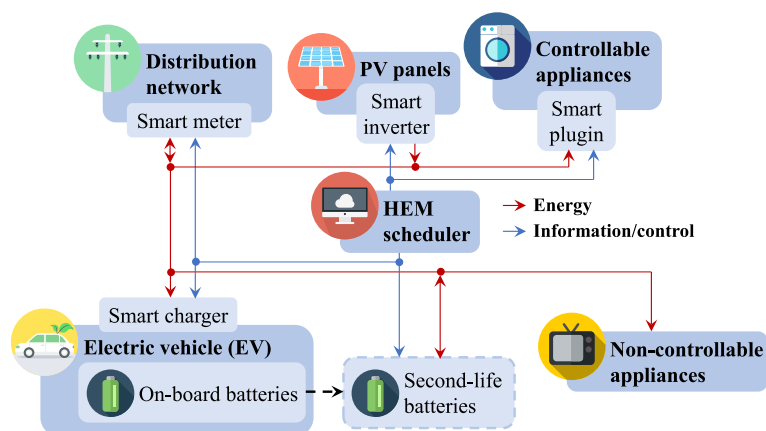 Distribution
network
Smart meter
PV panels
Smart
inverter
Controllable
appliances
Smart
plugin
HEM
scheduler
Energy
Information/control
Smart charger
Electric vehicle (EV)
On-board batteries
Second-life
batteries
Non-controllable
appliances